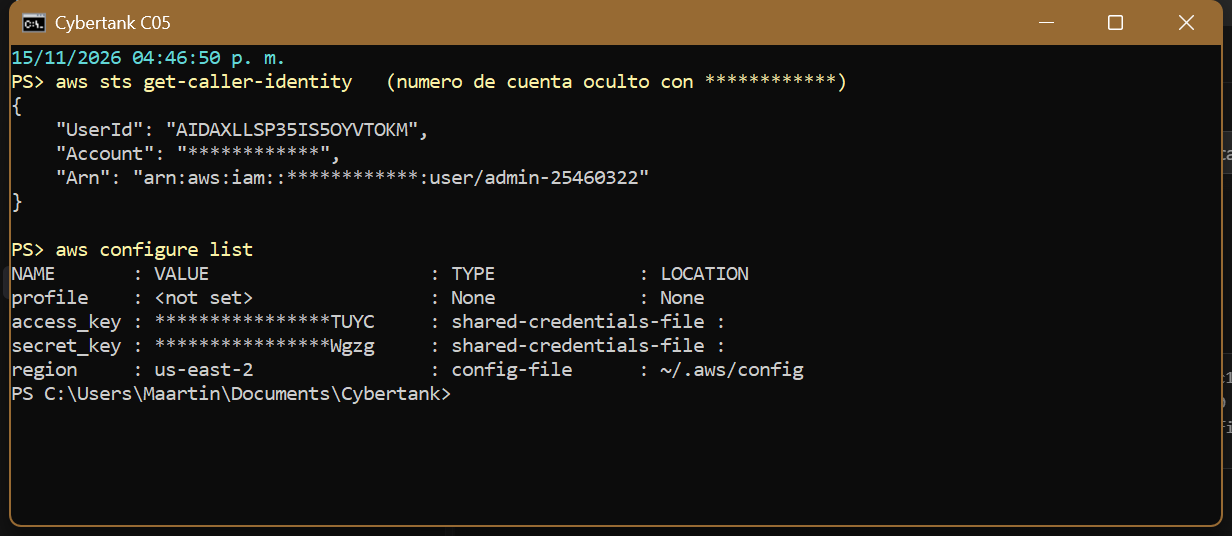 Cybertank C05
15/11/2026 04:46:50 p. m.
PS> aws sts get-caller-identity   (numero de cuenta oculto con ************)
{
    "UserId": "AIDAXLLSP35IS5OYVTOKM",
    "Account": "************",
    "Arn": "arn:aws:iam::************:user/admin-25460322"
}
PS> aws configure list
NAME       : VALUE                    : TYPE             : LOCATION
profile    : <not set>                : None             : None
access_key : ****************TUYC     : shared-credentials-file :
secret_key : ****************Wgzg     : shared-credentials-file :
region     : us-east-2                : config-file      : ~/.aws/config
PS C:\Users\Maartin\Documents\Cybertank>